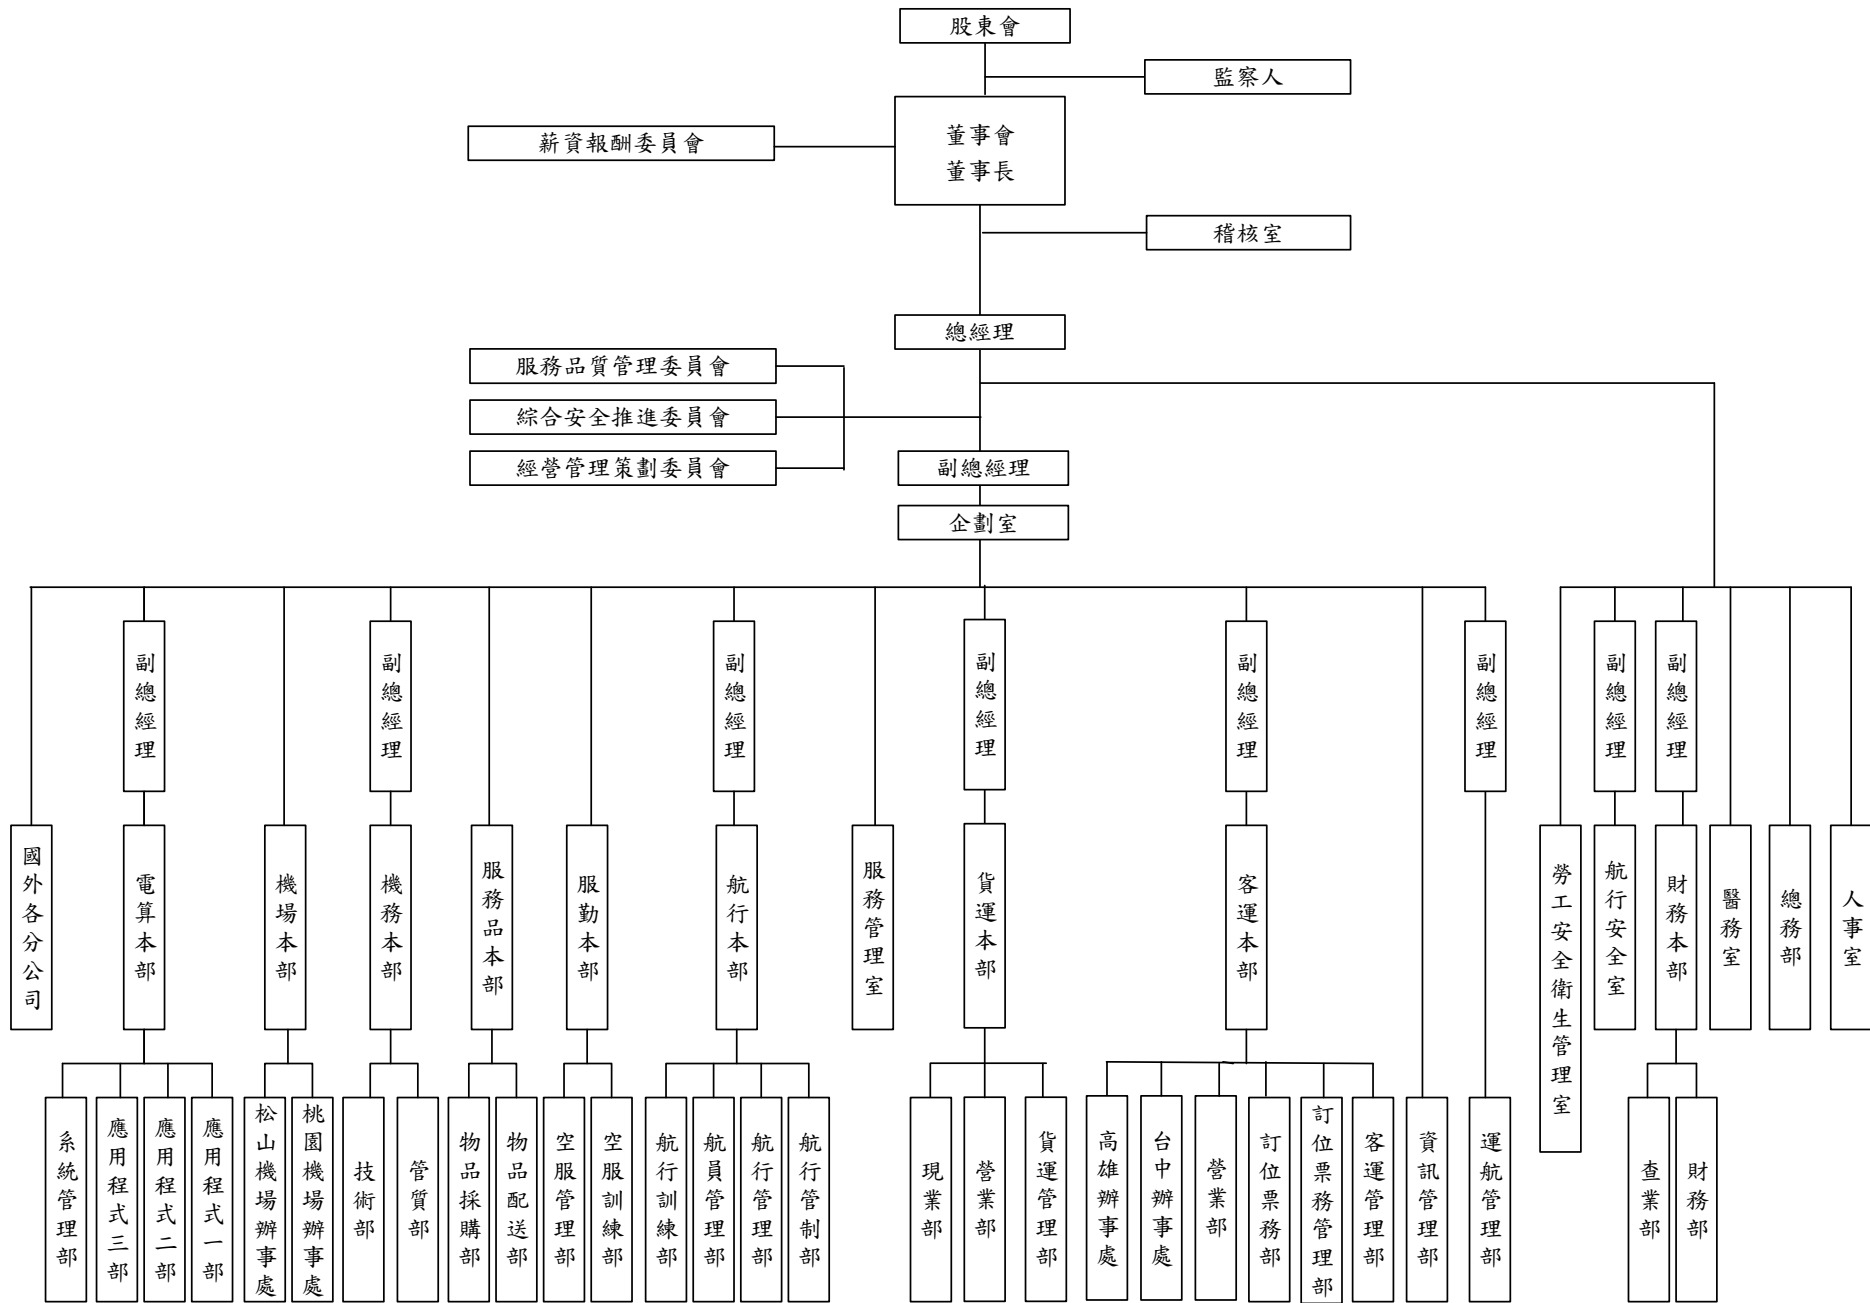 股東會
監察人
薪資報酬委員會
董事會
董事長
稽核室
總經理
服務品質管理委員會
綜合安全推進委員會
經營管理策劃委員會
副總經理
企劃室
副總經理
副總經理
副總經理
副總經理
副總經理
副總經理
副總經理
副總經理
國外各分公司
電算本部
機場本部
機務本部
服務品本部
服勤本部
航行本部
服務管理室
貨運本部
客運本部
勞工安全衛生管理室
航行安全室
財務本部
醫務室
總務部
人事室
系統管理部
應用程式三部
應用程式二部
應用程式一部
松山機場辦事處
桃園機場辦事處
技術部
管質部
物品採購部
物品配送部
空服管理部
空服訓練部
航行訓練部
航員管理部
航行管理部
航行管制部
現業部
營業部
貨運管理部
高雄辦事處
台中辦事處
營業部
訂位票務部
訂位票務管理部
客運管理部
資訊管理部
運航管理部
查業部
財務部